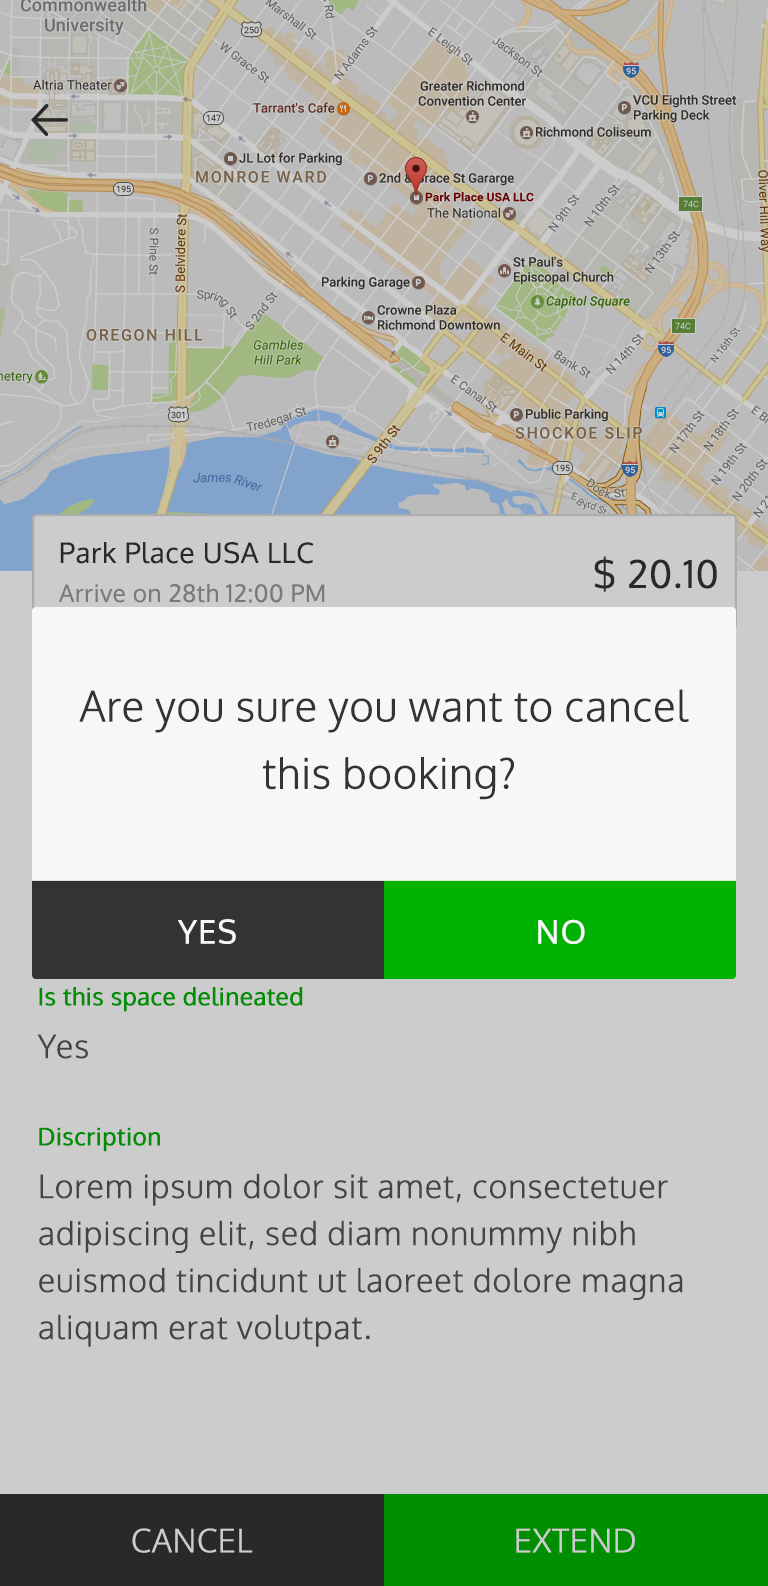 Commonwealth
University
250
Marshall St
Rd
N Adams St
E Leigh St
Jackson St
W Grace St
95
Altria Theater
Greater Richmond
Convention Center
VCU Eighth Street
Parking Deck
147
Tarrant's Cafe
Richmond Coliseum
JL Lot for Parking
MONROE WARD
2nd & Grace St Gararge
Park Place USA LLC
The National
195
74C
Oliver Hill Way
N 9th St
N 10th St
N 13th St
S Pine St
S Belvidere St
St Paul's
Episcopal Church
Parking Garage
Spring St
S 2nd St
Capitol Square
Crowne Plaza
Richmond Downtown
74C
OREGON HILL
Gambles
Hill Park
E Main St
Bank St
N 14th St
95
N 16th St
netery
E Canal St
301
Tredegar St
Public Parking
SHOCKOE SLIP
E B
N 17th St
N 18th St
S 9th St
195
95
N 19th St
N 20th St
James River
Dock St
E Byrd St
N 2
Park Place USA LLC
$ 20.10
Arrive on 28th 12:00 PM
Are you sure you want to cancel
this booking?
YES
NO
Is this space delineated
Yes
Discription
Lorem ipsum dolor sit amet, consectetuer
adipiscing elit, sed diam nonummy nibh
euismod tincidunt ut laoreet dolore magna
aliquam erat volutpat.
CANCEL
EXTEND